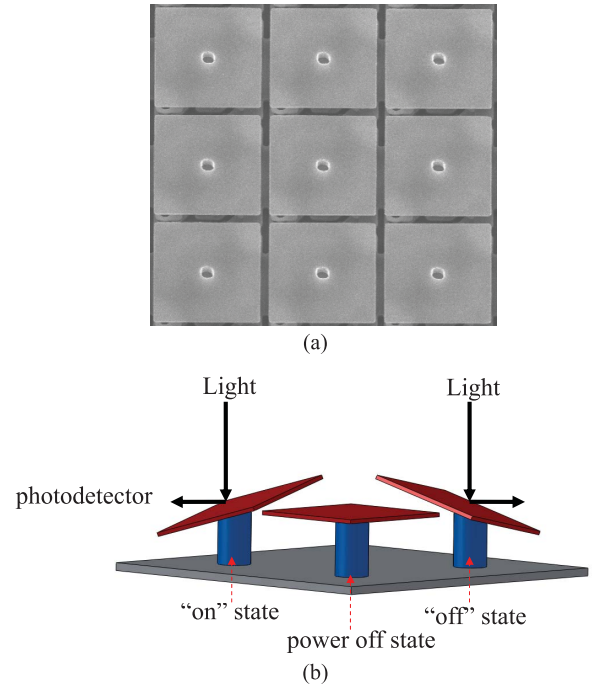 (a)
Light
Light
photodetector
“on” state
“off” state
power off state
(b)